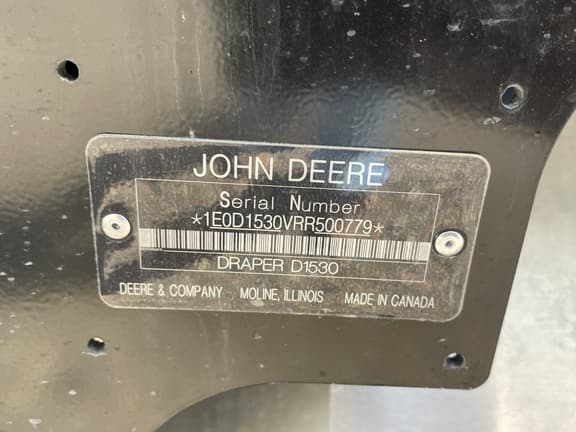 JOHN DEERE
Serial Number
*1E0D1530VRR500779*
DRAPER D1530
DEERE & COMPANY MOLINE, ILLINOIS MADE IN CANADA